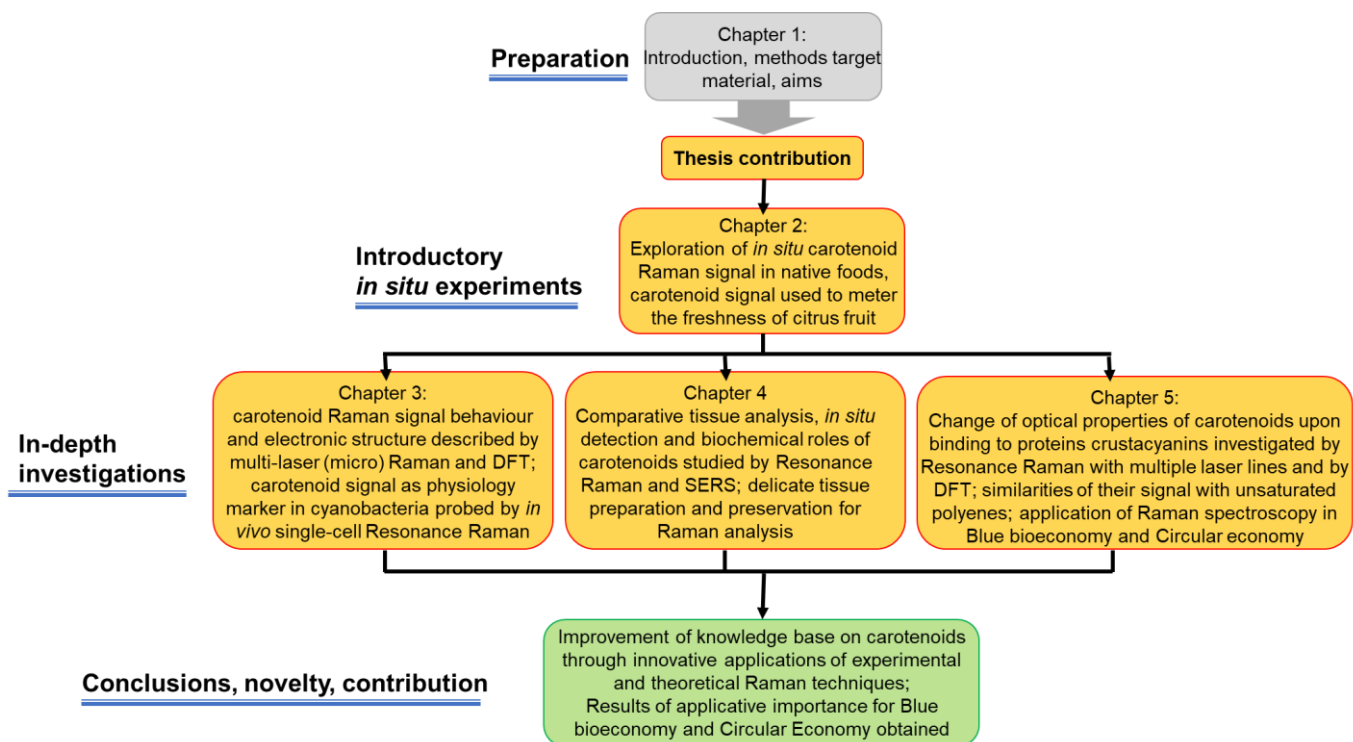 Preparation
Chapter 1:
Introduction, methods target
material, aims
Thesis contribution
Introductory
in situ experiments
Chapter 2:
Exploration of in situ carotenoid
Raman signal in native foods,
carotenoid signal used to meter
the freshness of citrus fruit
In-depth
investigations
Chapter 3:
carotenoid Raman signal behaviour
and electronic structure described by
multi-laser (micro) Raman and DFT;
carotenoid signal as physiology
marker in cyanobacteria probed by in
vivo single-cell Resonance Raman
Chapter 4
Comparative tissue analysis, in situ
detection and biochemical roles of
carotenoids studied by Resonance
Raman and SERS; delicate tissue
preparation and preservation for
Raman analysis
Chapter 5:
Change of optical properties of carotenoids upon
binding to proteins crustacyanins investigated by
Resonance Raman with multiple laser lines and by
DFT; similarities of their signal with unsaturated
polyenes; application of Raman spectroscopy in
Blue bioeconomy and Circular economy
Conclusions, novelty, contribution
Improvement of knowledge base on carotenoids
through innovative applications of experimental
and theoretical Raman techniques;
Results of applicative importance for Blue
bioeconomy and Circular Economy obtained